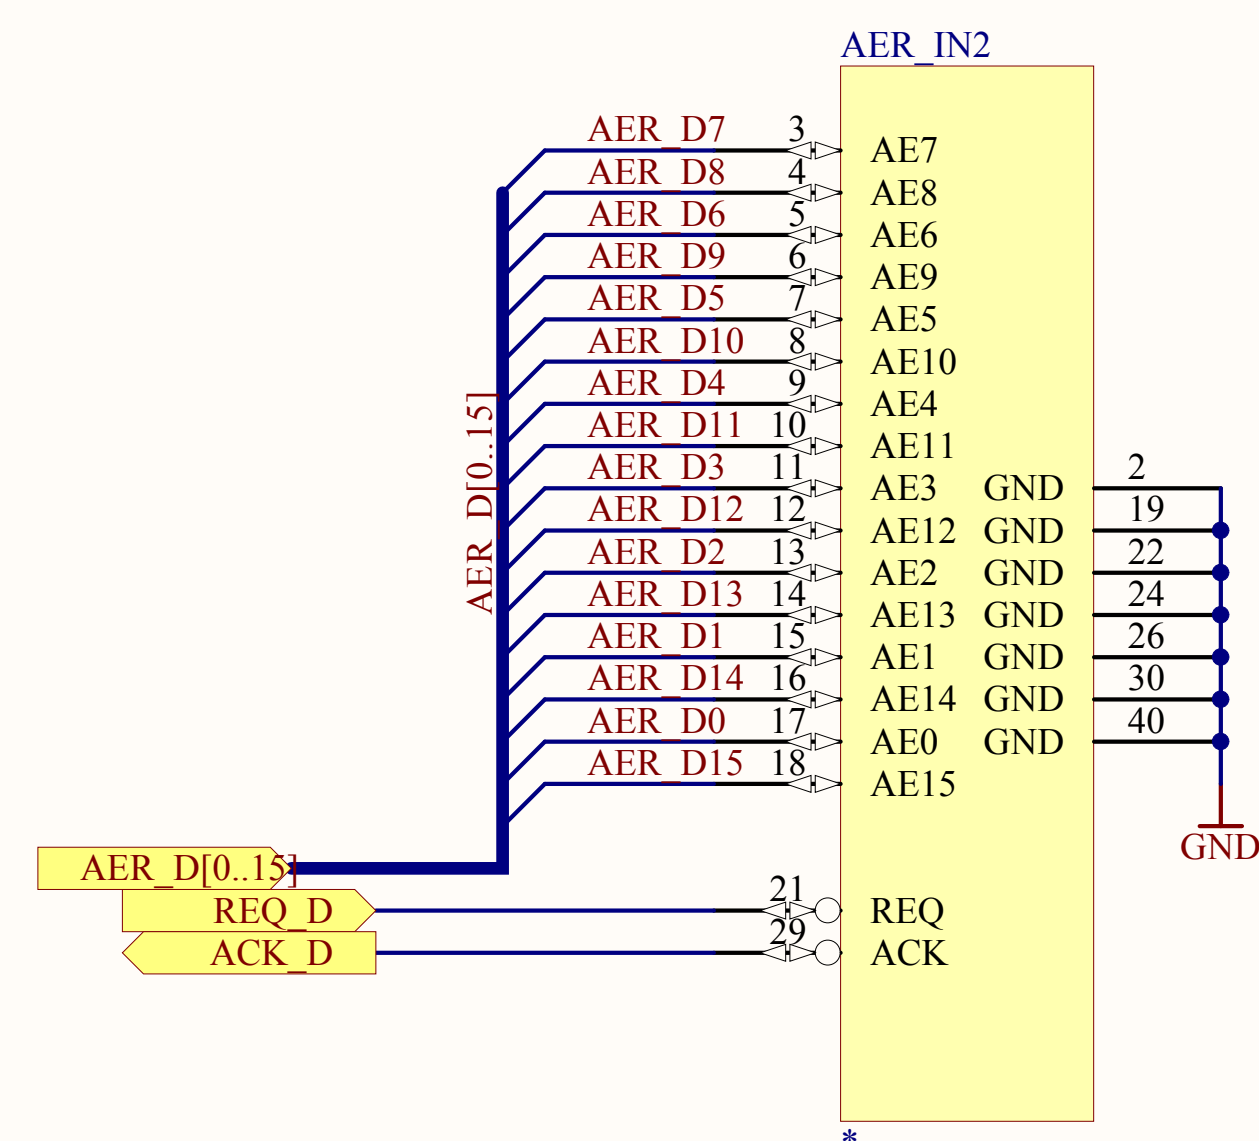 AER_IN2
AER_D7 3 AE7
AER_D8 4 AE8
AER_D6 5 AE6
AER_D9 6 AE9
AER_D5 7 AE5
AER_D10 8 AE10
AER_D4 9 AE4
AER_D11 10 AE11
AER_D3 11 AE3 GND 2
AER_D12 12 AE12 GND 19
AER_D2 13 AE2 GND 22
AER_D13 14 AE13 GND 24
AER_D1 15 AE1 GND 26
AER_D14 16 AE14 GND 30
AER_D0 17 AE0 GND 40
AER_D15 18 AE15
AER_D[0..15]
GND
AER_D[0..15]
REQ_D 21 REQ
ACK_D 29 ACK
*